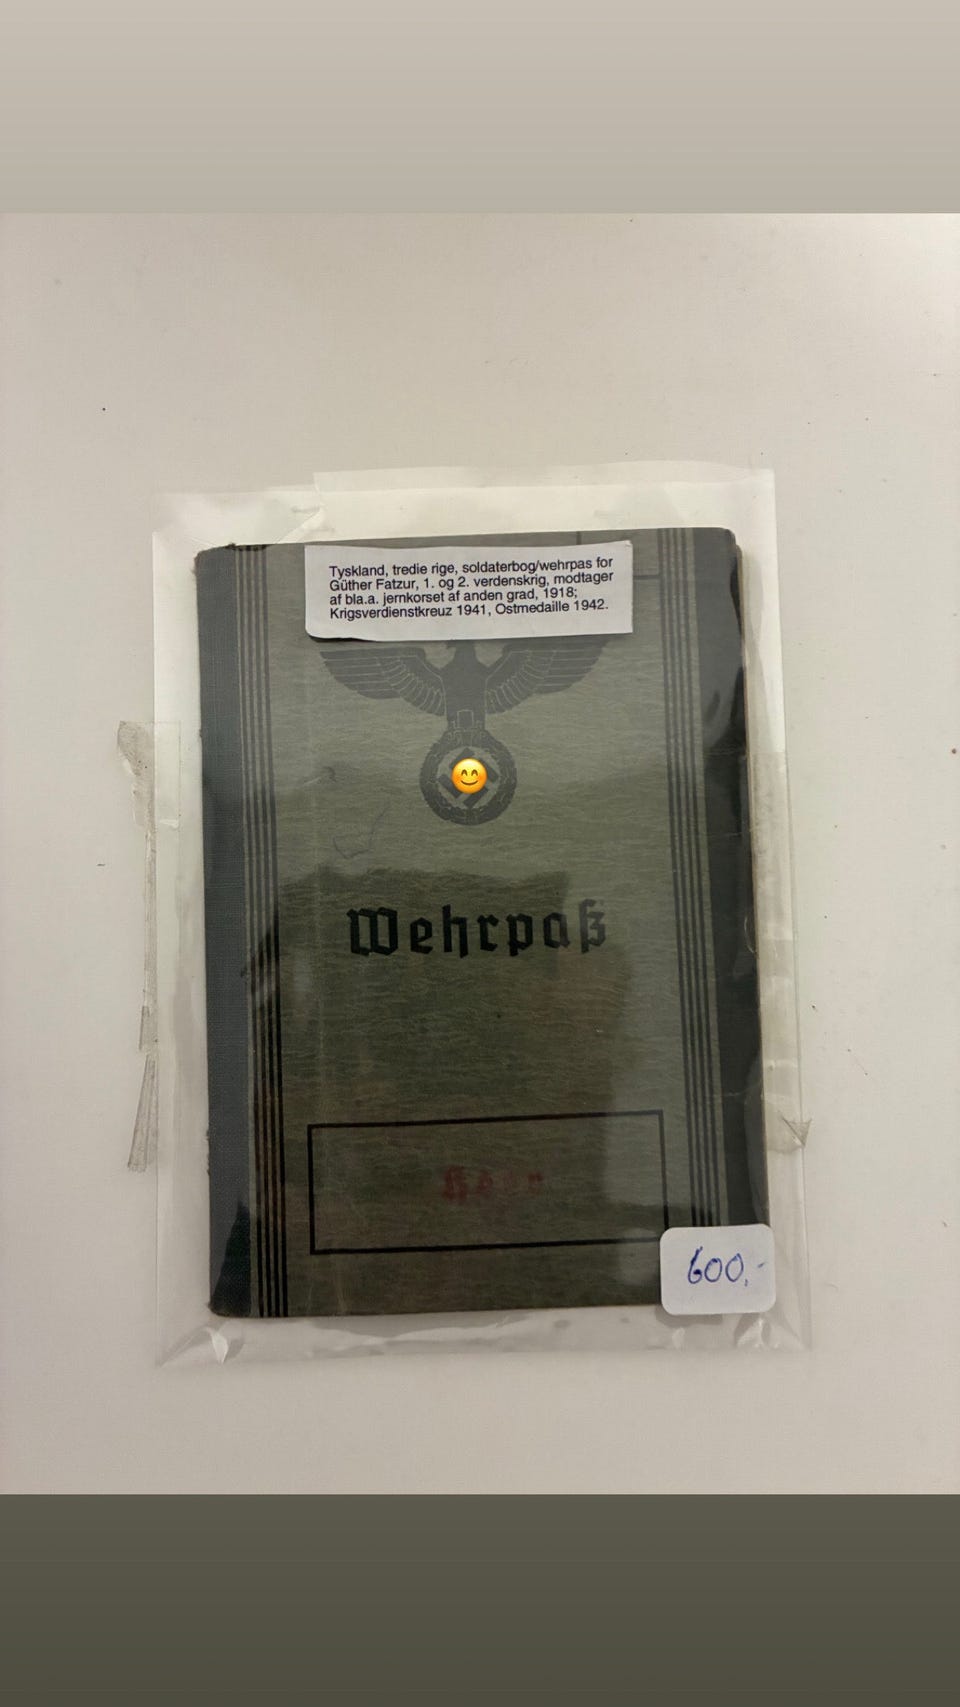 Tyskland, tredie rige, soldaterbog/wehrpas for
Güther Fatzur, 1. og 2. verdenskrig, modtager
af bla.a. jernkorset af anden grad, 1918;
Krigsverdienstkreuz 1941, Ostmedaille 1942.
Wehrpaß
Heer
600,-